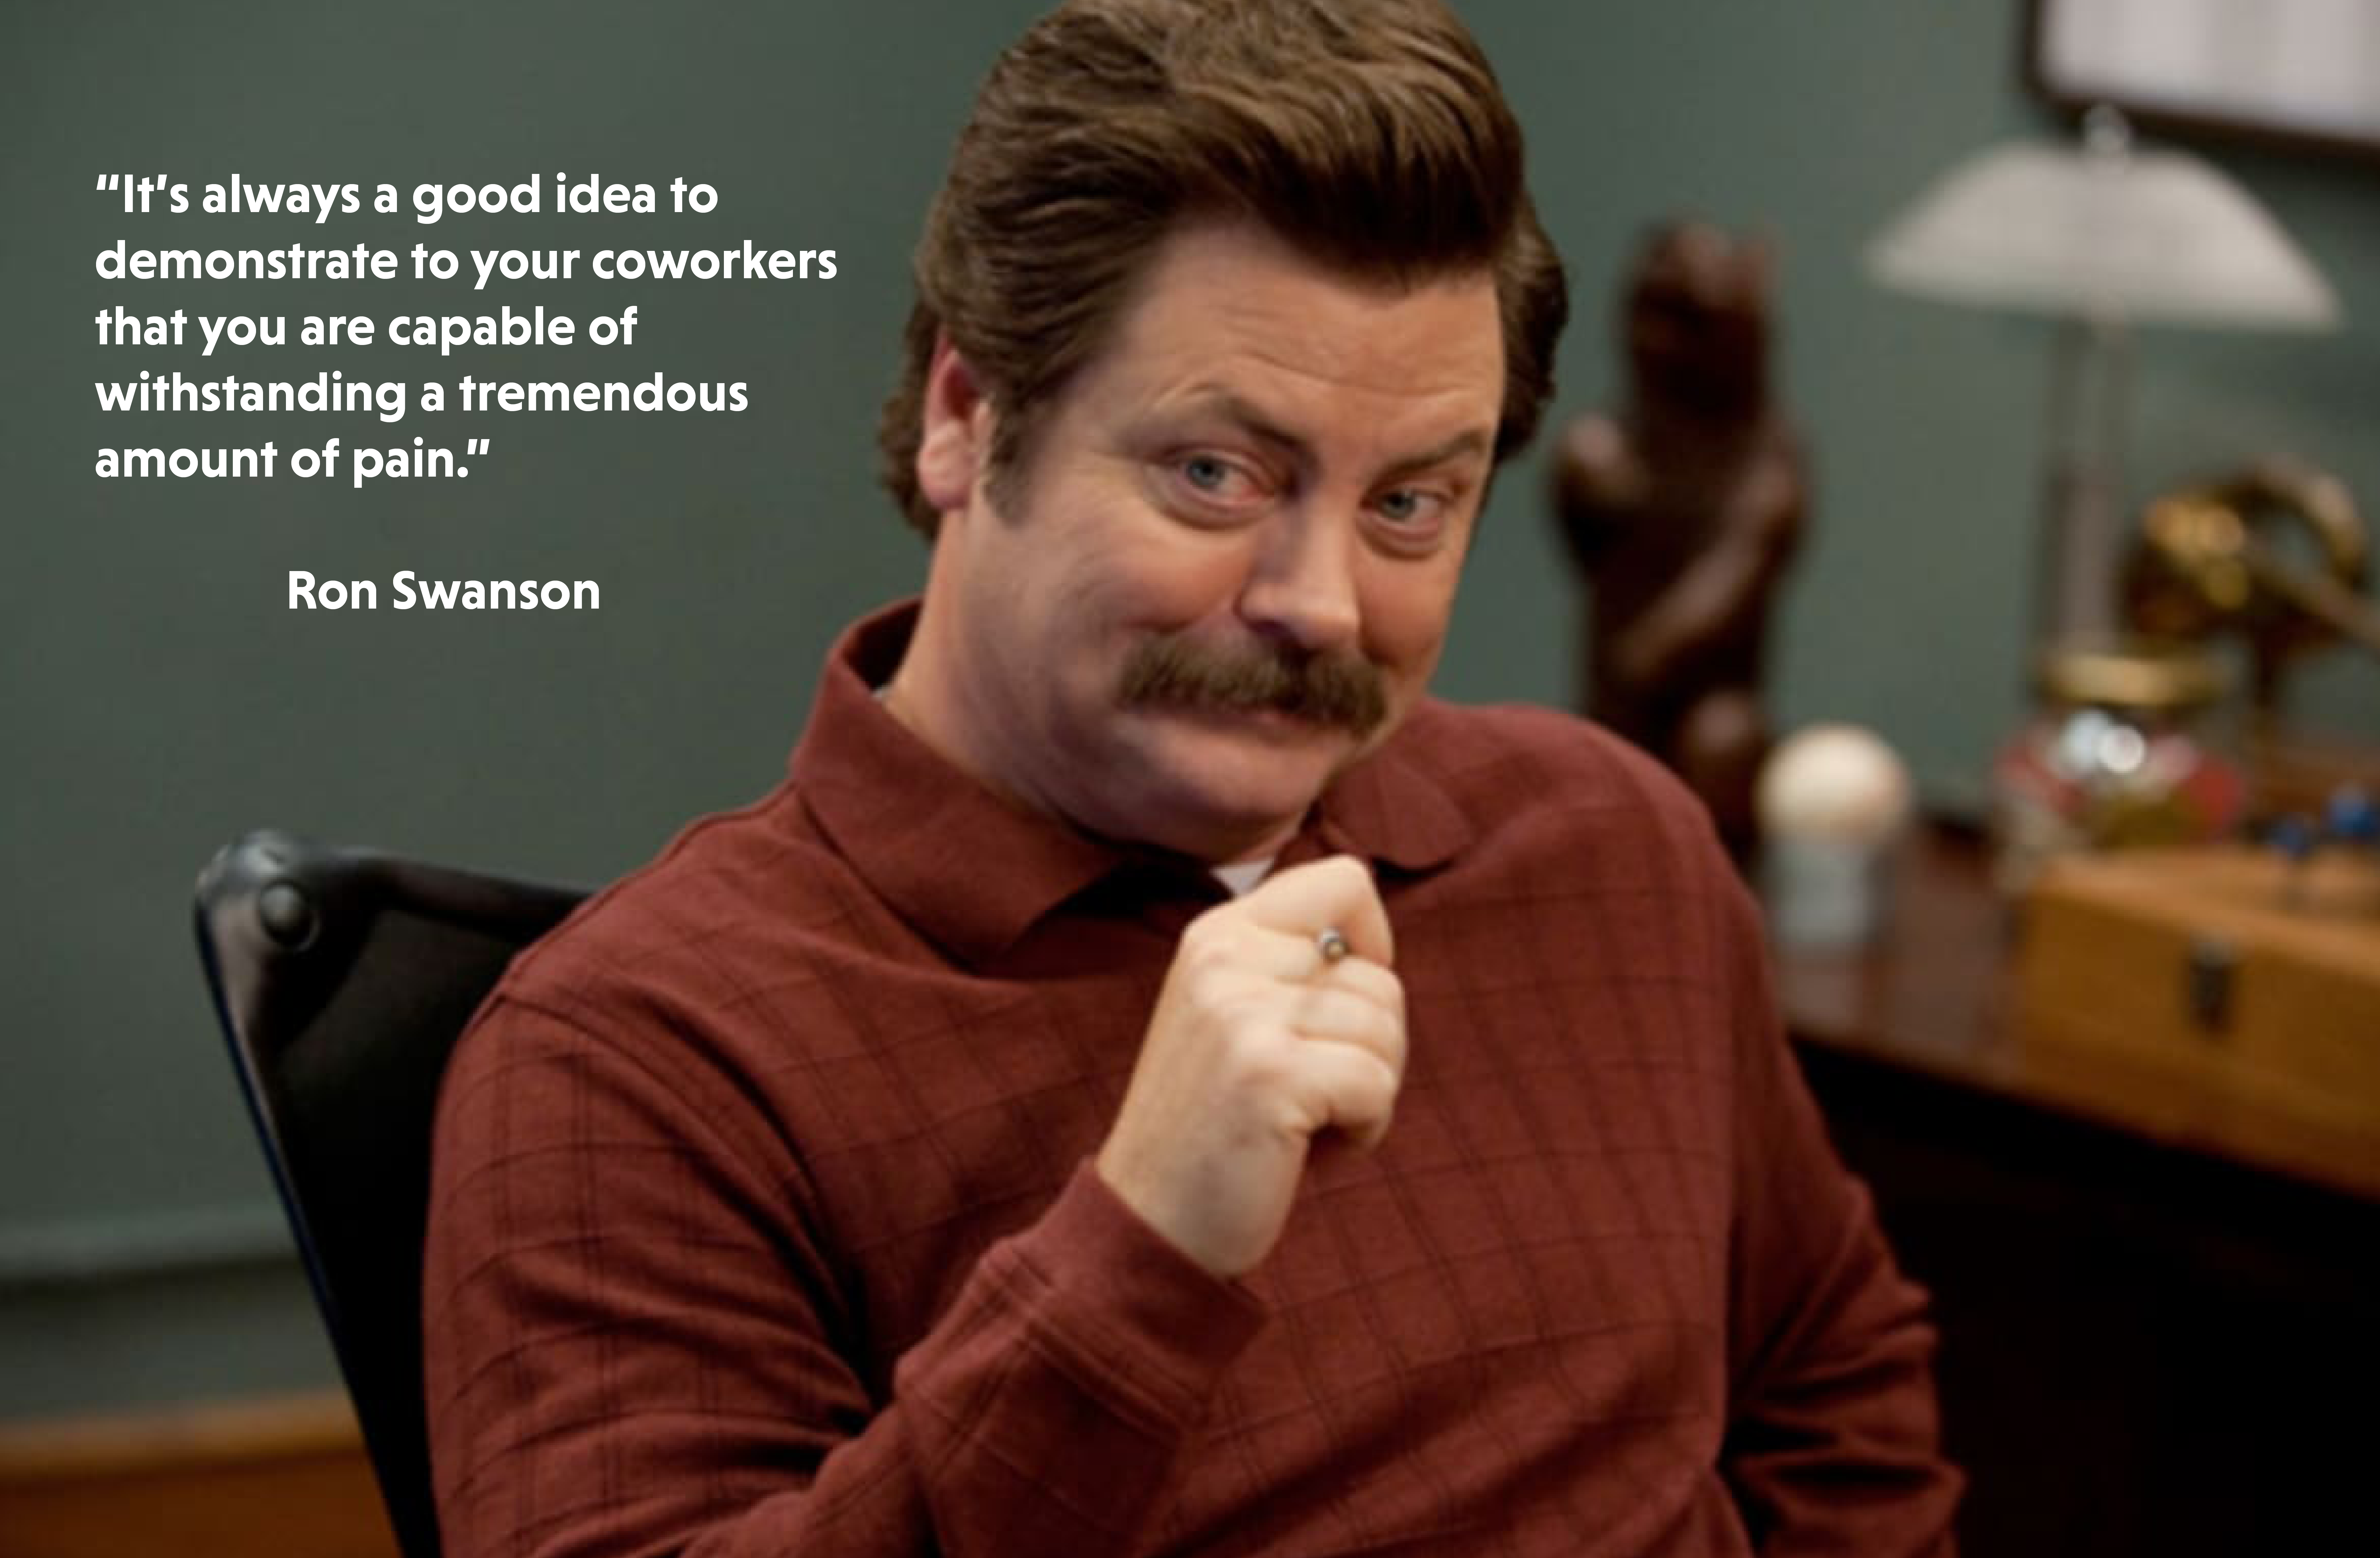 “It’s always a good idea to
demonstrate to your coworkers
that you are capable of
withstanding a tremendous
amount of pain.”
Ron Swanson